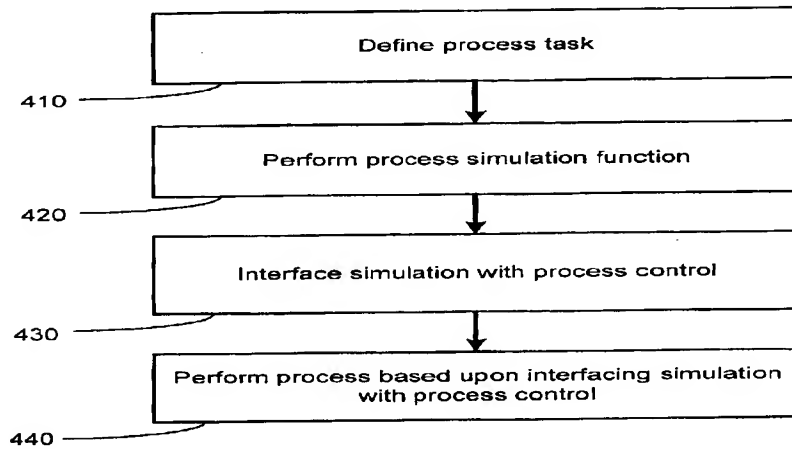 Define process task
410
Perform process simulation function
420
Interface simulation with process control
430
Perform process based upon interfacing simulation
with process control
440